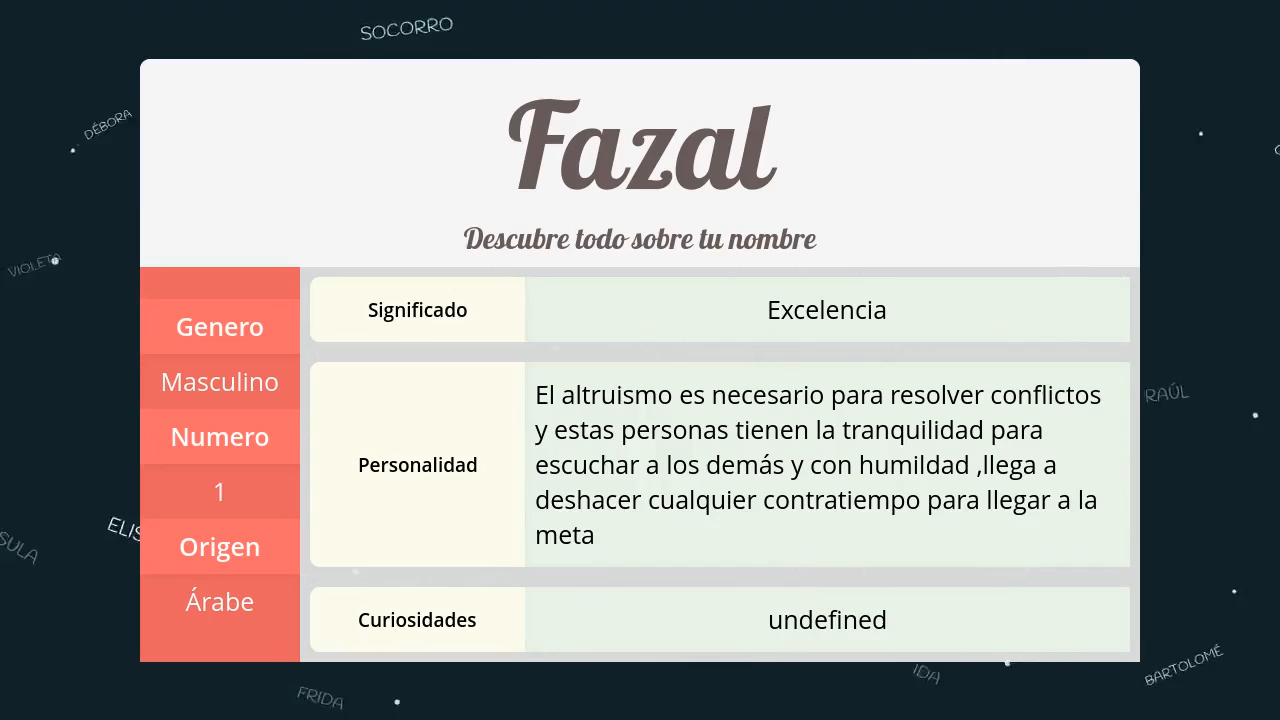 SOCORRO
DÉBORA
Fazal
Descubre todo sobre tu nombre
VIOLETA
Genero
Masculino
Numero
1
Origen
Árabe
Significado
Excelencia
Personalidad
El altruismo es necesario para resolver conflictos
y estas personas tienen la tranquilidad para
escuchar a los demás y con humildad ,llega a
deshacer cualquier contratiempo para llegar a la
meta
Curiosidades
undefined
RAÚL
ELIS
SULA
IDA
BARTOLOMÉ
FRIDA